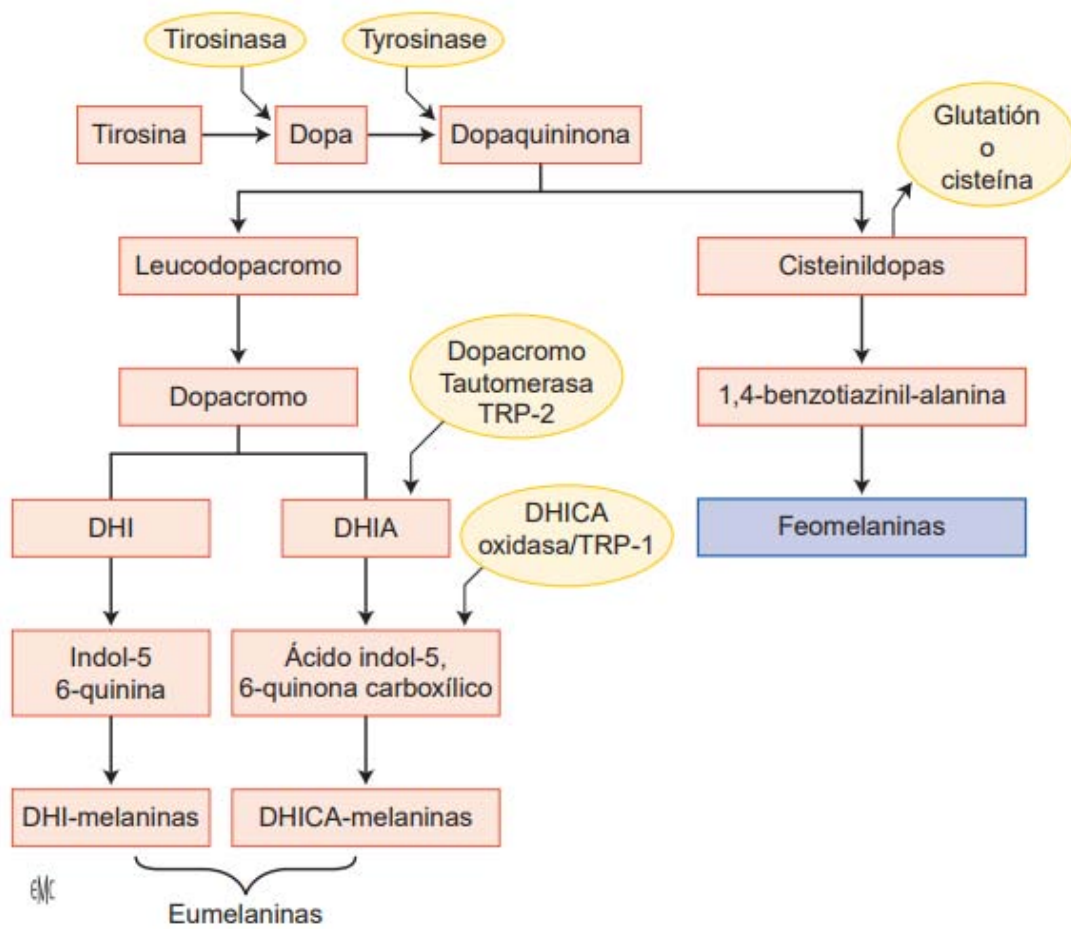 Tirosinasa
Tyrosinase
Tirosina
Dopa
Dopaquininona
Glutatión
o
cisteína
Leucodopacromo
Cisteinildopas
Dopacromo
Dopacromo
Tautomerasa
TRP-2
1,4-benzotiazinil-alanina
DHI
DHIA
DHICA
oxidasa/TRP-1
Feomelaninas
Indol-5
6-quinina
Ácido indol-5,
6-quinona carboxílico
DHI-melaninas
DHICA-melaninas
EMC
Eumelaninas